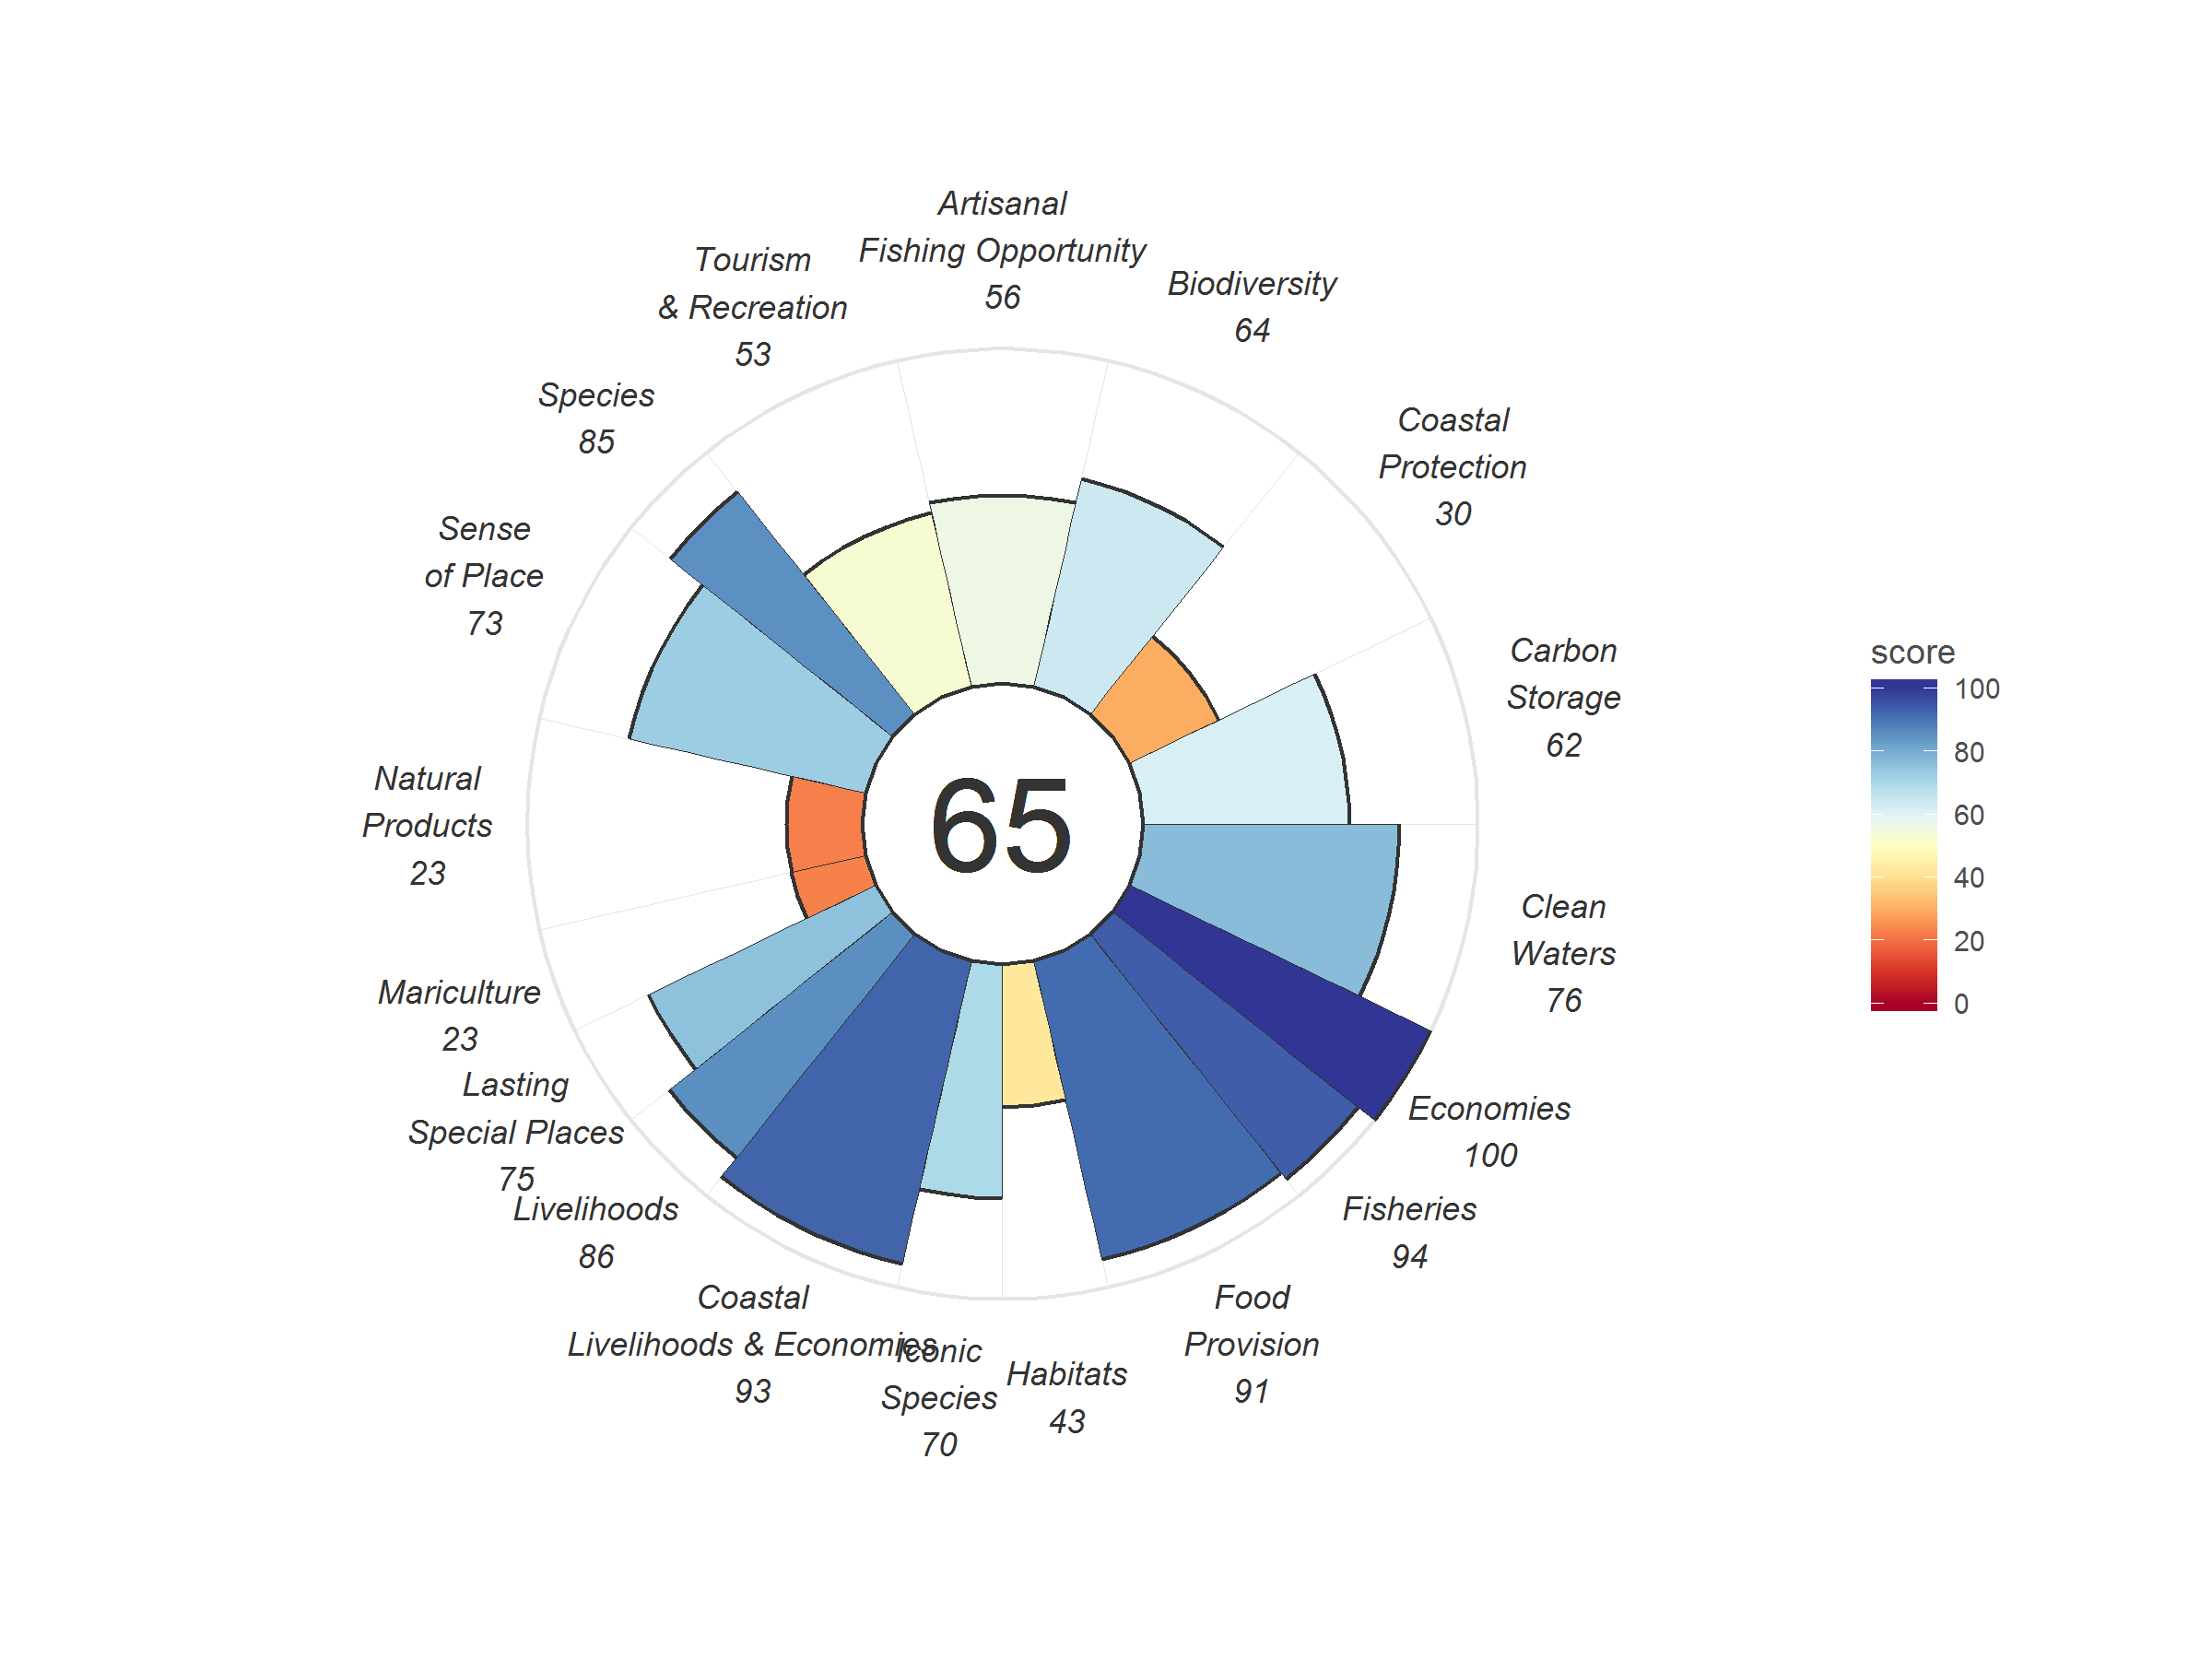 Artisanal
Fishing Opportunity
56
Tourism
& Recreation
53
Biodiversity
64
Species
85
Coastal
Protection
30
Sense
of Place
73
Carbon
Storage
62
score
100
80
60
40
20
0
Natural
Products
23
65
Clean
Waters
76
Mariculture
23
Lasting
Special Places
75
Economies
100
Livelihoods
86
Fisheries
94
Coastal
Livelihoods & Economies
93
Iconic
Species
70
Habitats
43
Food
Provision
91